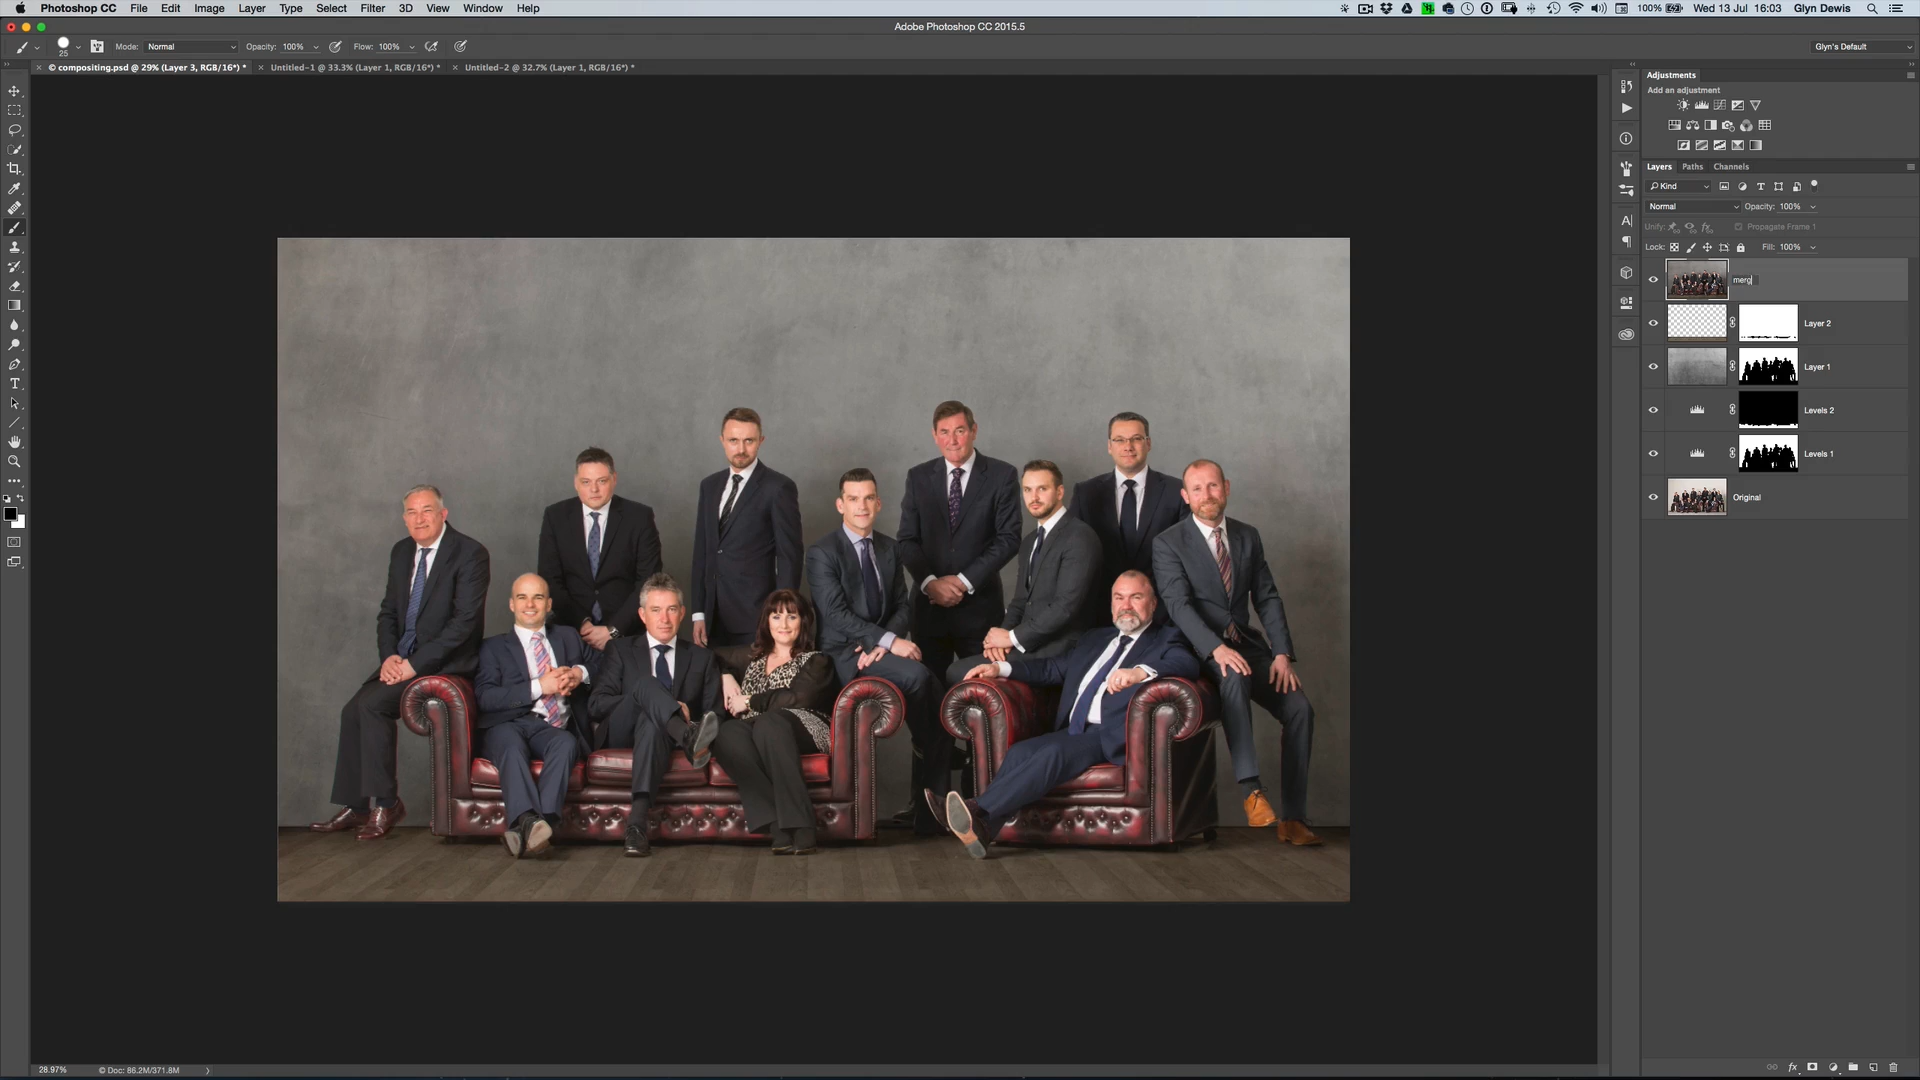 Photoshop CC File Edit Image Layer Type Select Filter 3D View Window Help 100% Wed 13 Jul 16:03 Glyn Dewis
Adobe Photoshop CC 2015.5
25 Mode: Normal Opacity: 100% Flow: 100% Glyn's Default
© compositing.psd @ 29% (Layer 3, RGB/16*) * Untitled-1 @ 33.3% (Layer 1, RGB/16*) * Untitled-2 @ 32.7% (Layer 1, RGB/16*) *
Adjustments
Add an adjustment
Layers Paths Channels
Kind
Normal Opacity: 100%
Unify: Propagate Frame 1
Lock: Fill: 100%
merg
Layer 2
Layer 1
Levels 2
Levels 1
Original
28.97% © Doc: 86.2M/371.8M